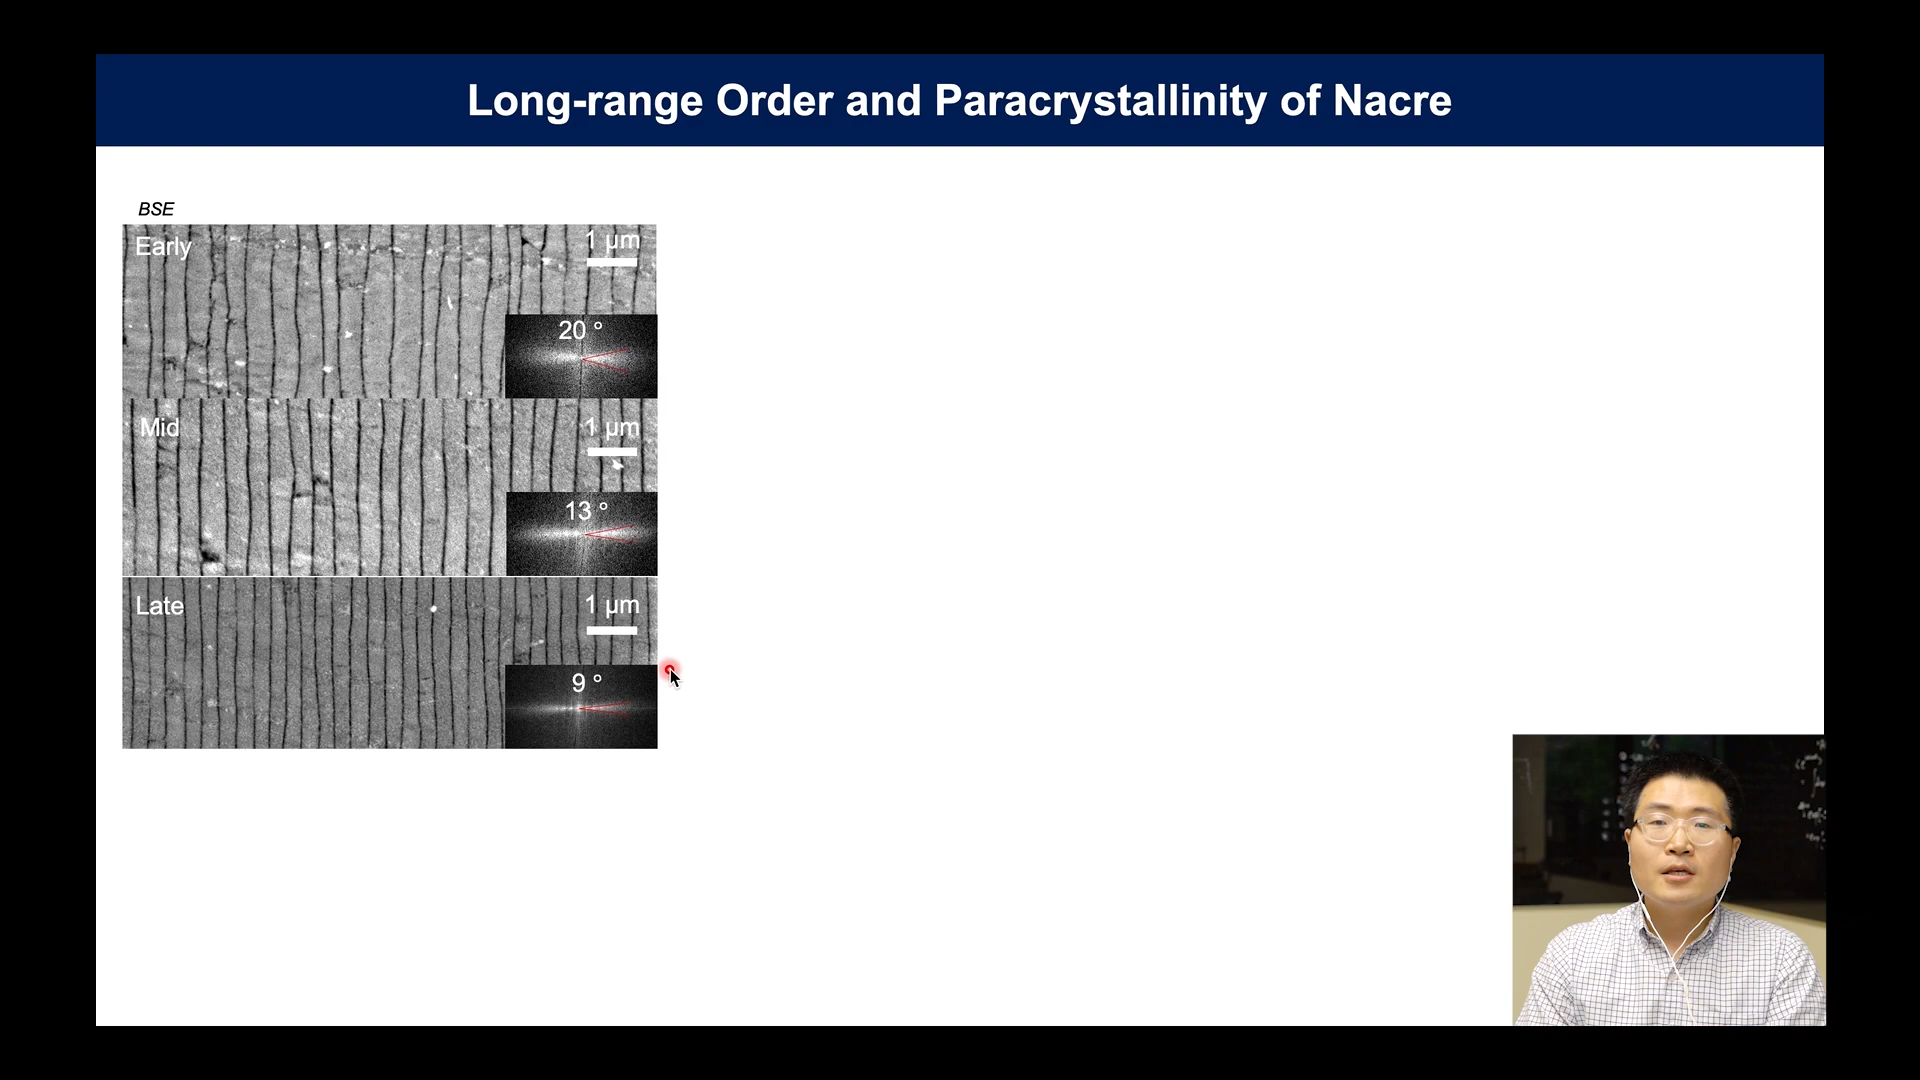 Long-range Order and Paracrystallinity of Nacre
BSE
Early
1 µm
20 °
Mid
1 µm
13 °
Late
1 µm
9 °